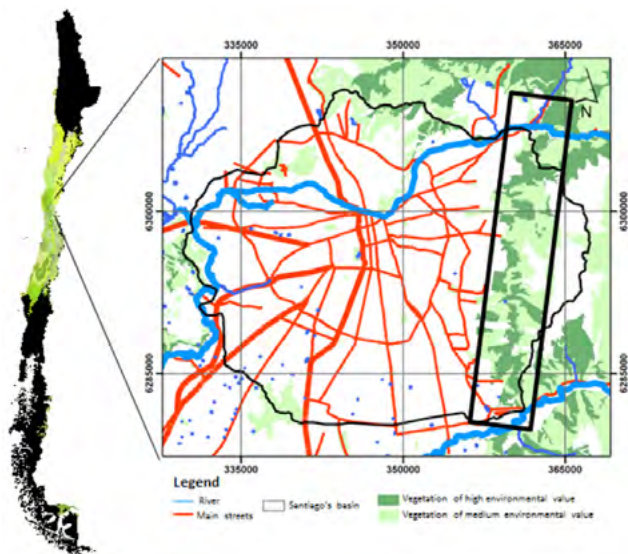 335000 350000 365000
N
6300000 6300000
6285000 6285000
335000 350000 365000
Legend
River Santiago's basin Vegetation of high environmental value
Main streets Vegetation of medium environmental value